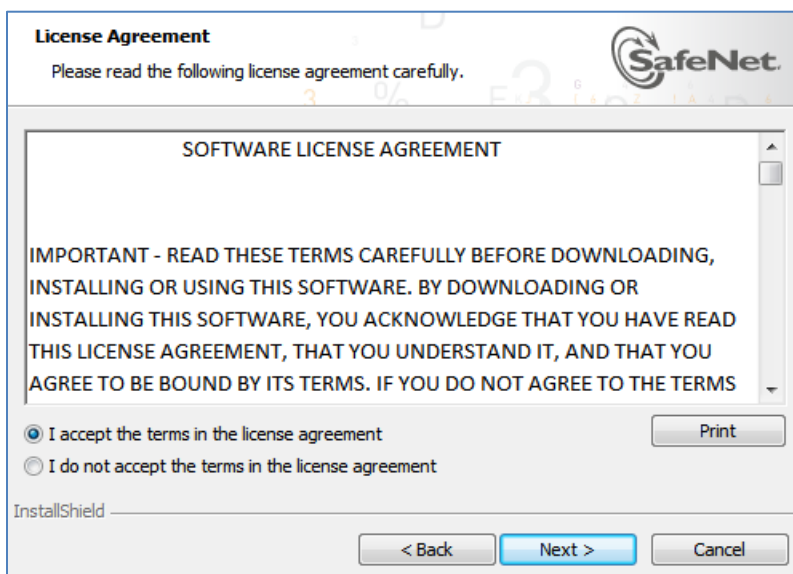 License Agreement
Please read the following license agreement carefully.
SafeNet.
SOFTWARE LICENSE AGREEMENT
IMPORTANT - READ THESE TERMS CAREFULLY BEFORE DOWNLOADING,
INSTALLING OR USING THIS SOFTWARE. BY DOWNLOADING OR
INSTALLING THIS SOFTWARE, YOU ACKNOWLEDGE THAT YOU HAVE READ
THIS LICENSE AGREEMENT, THAT YOU UNDERSTAND IT, AND THAT YOU
AGREE TO BE BOUND BY ITS TERMS. IF YOU DO NOT AGREE TO THE TERMS
I accept the terms in the license agreement
Print
I do not accept the terms in the license agreement
InstallShield
< Back Next > Cancel